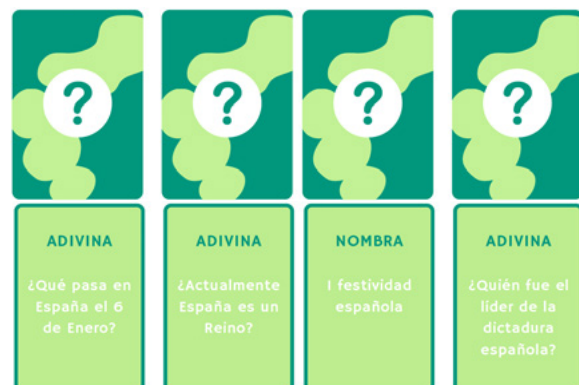 ?
?
?
?
ADIVINA
¿Qué pasa en
España el 6
de Enero?
ADIVINA
¿Actualmente
España es un
Reino?
NOMBRA
1 festividad
española
ADIVINA
¿Quién fue el
líder de la
dictadura
española?